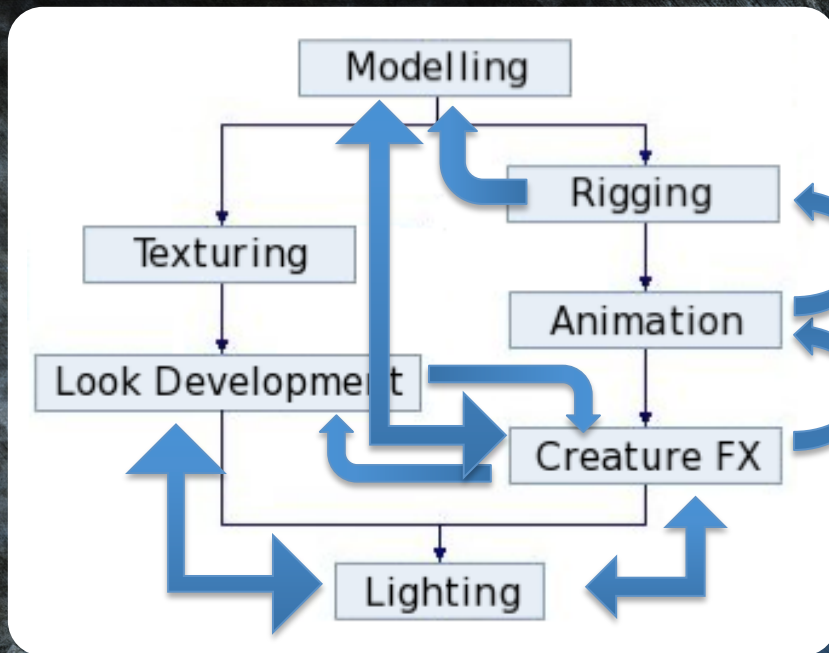 Modelling
Rigging
Texturing
Animation
Look Development
Creature FX
Lighting